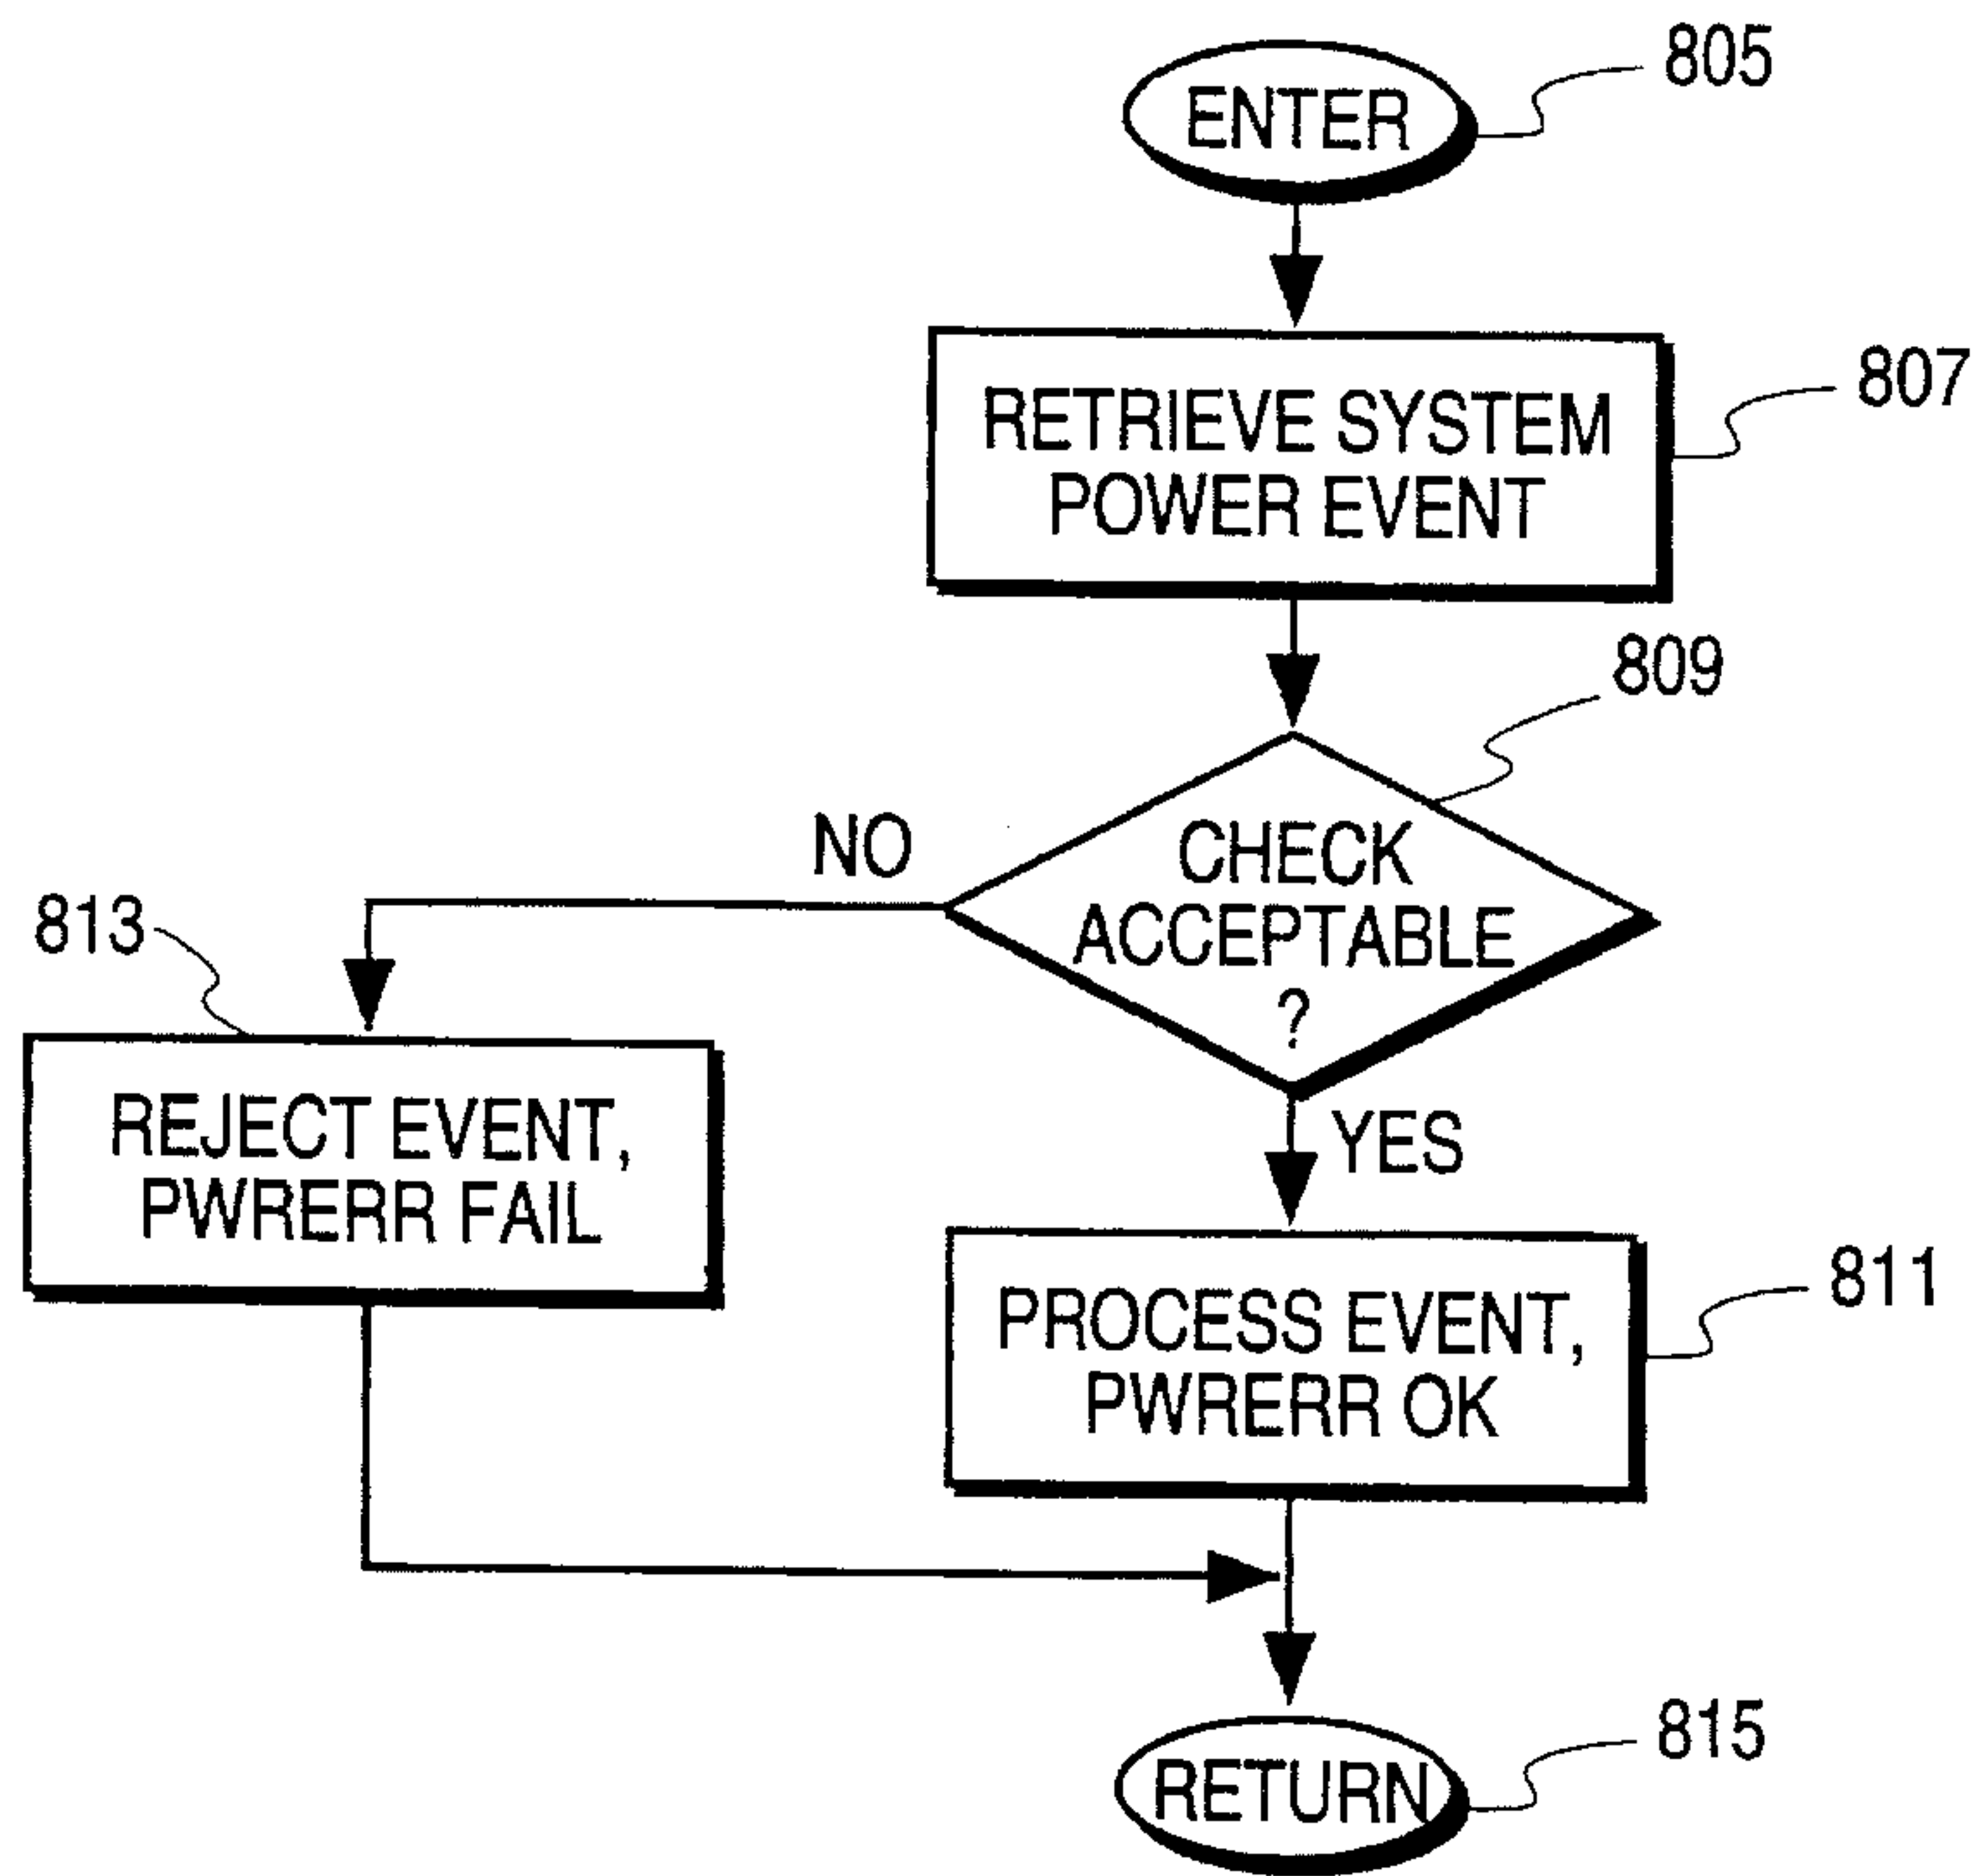 ENTER
805
RETRIEVE SYSTEM
POWER EVENT
807
809
CHECK
ACCEPTABLE
?
NO
YES
813
REJECT EVENT,
PWRERR FAIL
PROCESS EVENT,
PWRERR OK
811
RETURN
815